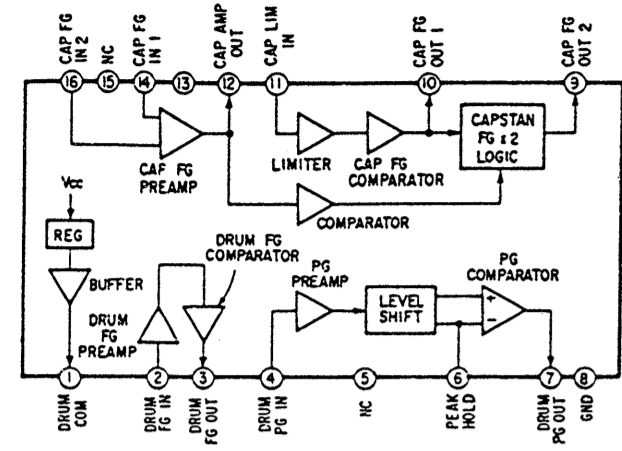 CAP FG
IN 2
NC
CAP FG
IN 1
CAP AMP
OUT
CAP LIM
IN
CAP FG
OUT 1
CAP FG
OUT 2
16
15
14
13
12
11
10
9
CAF FG
PREAMP
LIMITER
CAP FG
COMPARATOR
CAPSTAN
FG x 2
LOGIC
COMPARATOR
Vcc
REG
BUFFER
DRUM
FG
PREAMP
DRUM FG
COMPARATOR
PG
PREAMP
LEVEL
SHIFT
PG
COMPARATOR
+
−
1
2
3
4
5
6
7
8
DRUM
COM
DRUM
FG IN
DRUM
FG OUT
DRUM
PG IN
NC
PEAK
HOLD
DRUM
PG OUT
GND